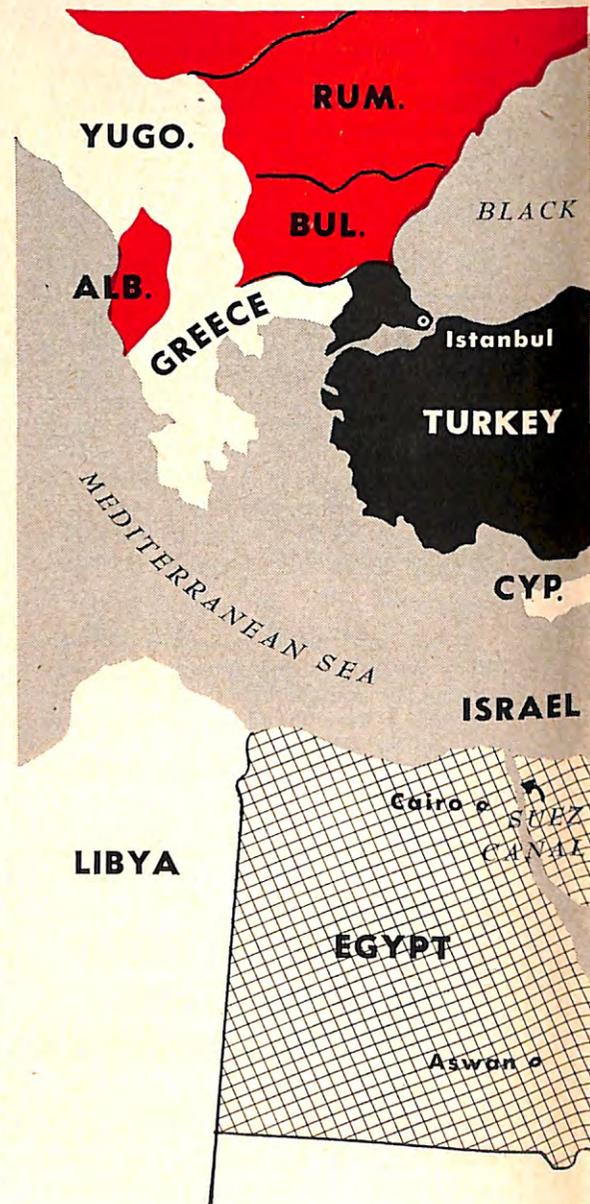 RUM.
YUGO.
BLACK
BUL.
ALB.
GREECE
Istanbul
TURKEY
MEDITERRANEAN SEA
CYP.
ISRAEL
Cairo
SUEZ
CANAL
LIBYA
EGYPT
Aswan